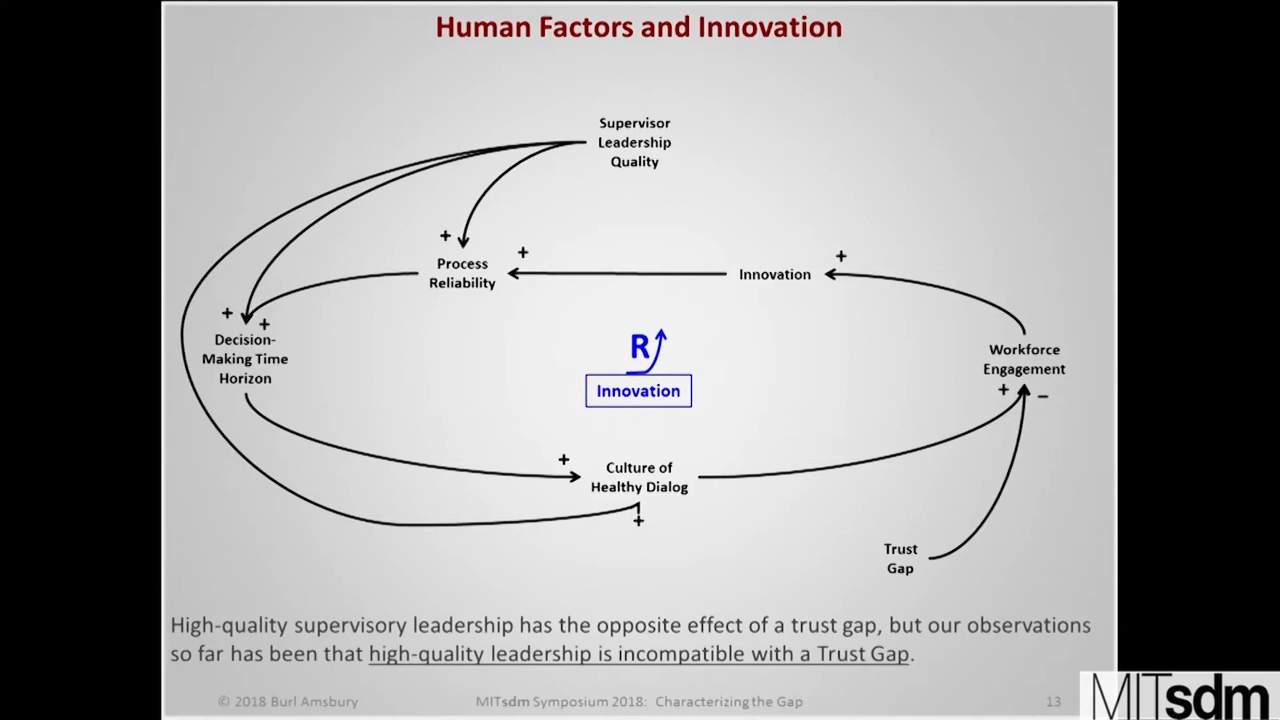 Human Factors and Innovation
Supervisor
Leadership
Quality
+
+
+
Process
Reliability
Innovation
+
+
Decision-
Making Time
Horizon
R
Innovation
Workforce
Engagement
+
–
+
Culture of
Healthy Dialog
+
Trust
Gap
High-quality supervisory leadership has the opposite effect of a trust gap, but our observations
so far has been that high-quality leadership is incompatible with a Trust Gap.
© 2018 Burl Amsbury
MITsdm Symposium 2018: Characterizing the Gap
13
MITsdm